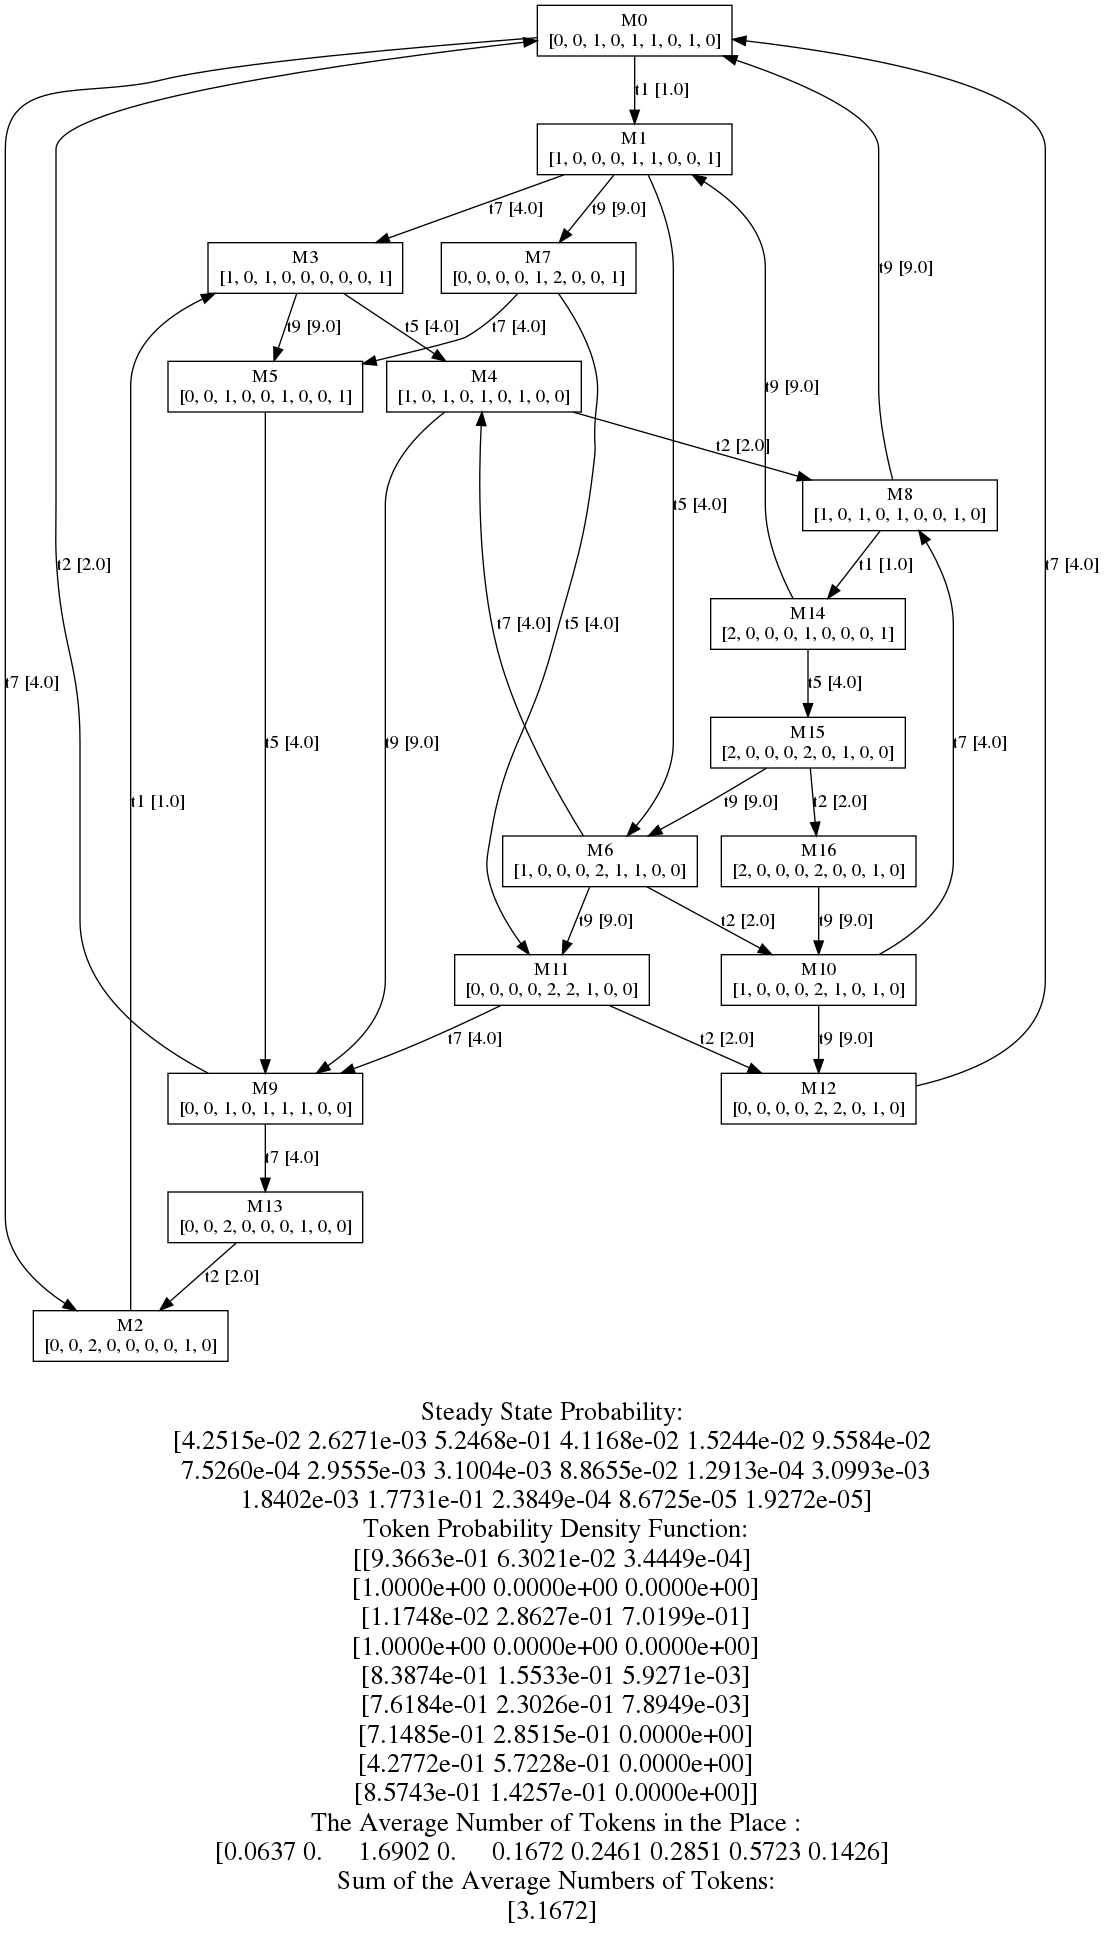 M0
[0, 0, 1, 0, 1, 1, 0, 1, 0]
t1 [1.0]
M1
[1, 0, 0, 0, 1, 1, 0, 0, 1]
t7 [4.0]
t9 [9.0]
M3
[1, 0, 1, 0, 0, 0, 0, 0, 1]
M7
[0, 0, 0, 0, 1, 2, 0, 0, 1]
t9 [9.0]
t9 [9.0]
t5 [4.0]
t7 [4.0]
M5
[0, 0, 1, 0, 0, 1, 0, 0, 1]
M4
[1, 0, 1, 0, 1, 0, 1, 0, 0]
t9 [9.0]
t2 [2.0]
M8
[1, 0, 1, 0, 1, 0, 0, 1, 0]
t5 [4.0]
t2 [2.0]
t1 [1.0]
t7 [4.0]
M14
[2, 0, 0, 0, 1, 0, 0, 0, 1]
t7 [4.0]
t5 [4.0]
t7 [4.0]
t5 [4.0]
M15
[2, 0, 0, 0, 2, 0, 1, 0, 0]
t5 [4.0]
t9 [9.0]
t7 [4.0]
t1 [1.0]
t9 [9.0]
t2 [2.0]
M6
[1, 0, 0, 0, 2, 1, 1, 0, 0]
M16
[2, 0, 0, 0, 2, 0, 0, 1, 0]
t9 [9.0]
t2 [2.0]
t9 [9.0]
M11
[0, 0, 0, 0, 2, 2, 1, 0, 0]
M10
[1, 0, 0, 0, 2, 1, 0, 1, 0]
t7 [4.0]
t2 [2.0]
t9 [9.0]
M9
[0, 0, 1, 0, 1, 1, 1, 0, 0]
M12
[0, 0, 0, 0, 2, 2, 0, 1, 0]
t7 [4.0]
M13
[0, 0, 2, 0, 0, 0, 1, 0, 0]
t2 [2.0]
M2
[0, 0, 2, 0, 0, 0, 0, 1, 0]
Steady State Probability:
[4.2515e-02 2.6271e-03 5.2468e-01 4.1168e-02 1.5244e-02 9.5584e-02
7.5260e-04 2.9555e-03 3.1004e-03 8.8655e-02 1.2913e-04 3.0993e-03
1.8402e-03 1.7731e-01 2.3849e-04 8.6725e-05 1.9272e-05]
Token Probability Density Function:
[[9.3663e-01 6.3021e-02 3.4449e-04]
[1.0000e+00 0.0000e+00 0.0000e+00]
[1.1748e-02 2.8627e-01 7.0199e-01]
[1.0000e+00 0.0000e+00 0.0000e+00]
[8.3874e-01 1.5533e-01 5.9271e-03]
[7.6184e-01 2.3026e-01 7.8949e-03]
[7.1485e-01 2.8515e-01 0.0000e+00]
[4.2772e-01 5.7228e-01 0.0000e+00]
[8.5743e-01 1.4257e-01 0.0000e+00]]
The Average Number of Tokens in the Place :
[0.0637 0. 1.6902 0. 0.1672 0.2461 0.2851 0.5723 0.1426]
Sum of the Average Numbers of Tokens:
[3.1672]